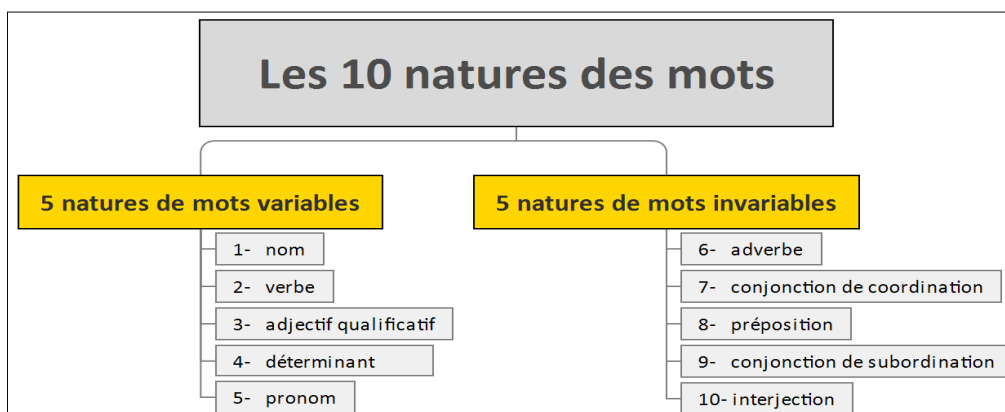 Les 10 natures des mots
5 natures de mots variables
1- nom
2- verbe
3- adjectif qualificatif
4- déterminant
5- pronom
5 natures de mots invariables
6- adverbe
7- conjonction de coordination
8- préposition
9- conjonction de subordination
10- interjection